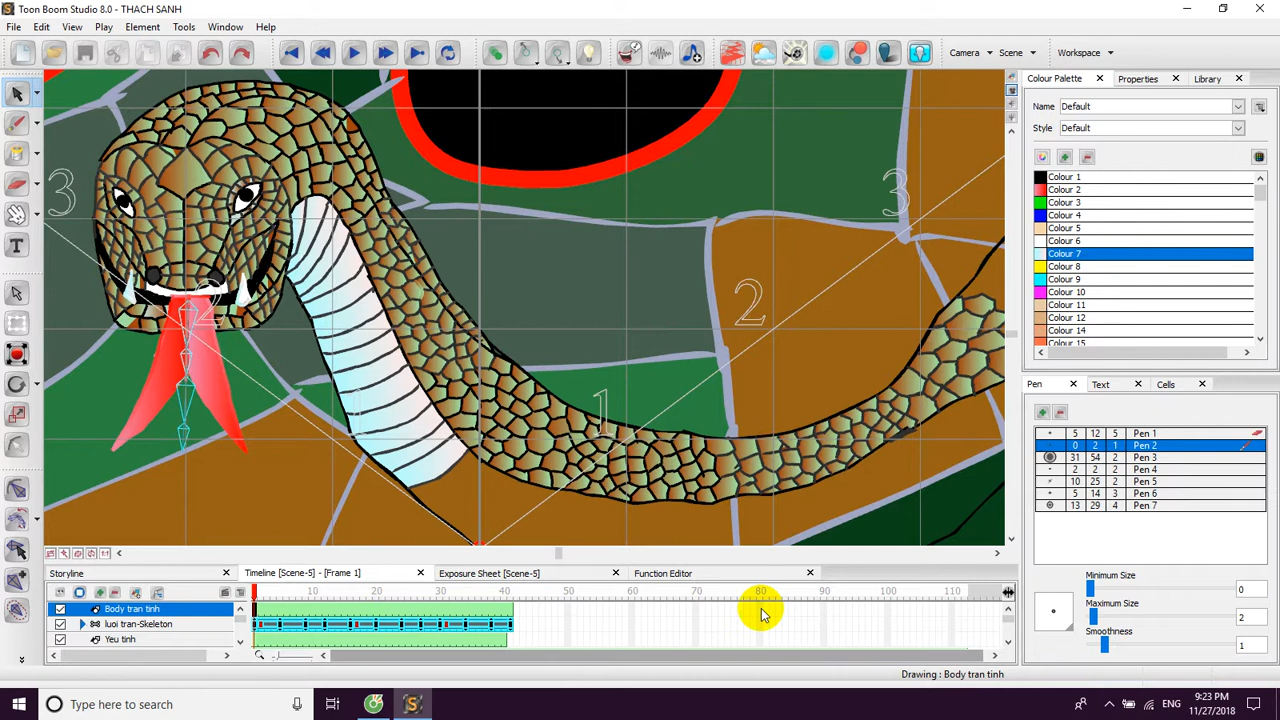 Toon Boom Studio 8.0 - THACH SANH
File Edit View Play Element Tools Window Help
Camera Scene Workspace
Colour Palette Properties Library
Name Default
Style Default
Colour 1
Colour 2
Colour 3
Colour 4
Colour 5
Colour 6
Colour 7
Colour 8
Colour 9
Colour 10
Colour 11
Colour 12
Colour 14
Colour 15
3 3
2 2
1
Pen Text Cells
5 12 5 Pen 1
0 2 1 Pen 2
31 54 2 Pen 3
2 2 2 Pen 4
10 25 2 Pen 5
5 14 3 Pen 6
13 29 4 Pen 7
Minimum Size
0
Maximum Size
2
Smoothness
1
Storyline Timeline [Scene-5] - [Frame 1] Exposure Sheet [Scene-5] Function Editor
10 20 30 40 50 60 70 80 90 100 110
Body tran tinh
luoi tran-Skeleton
Yeu tinh
Drawing : Body tran tinh
Type here to search
ENG
9:23 PM
11/27/2018